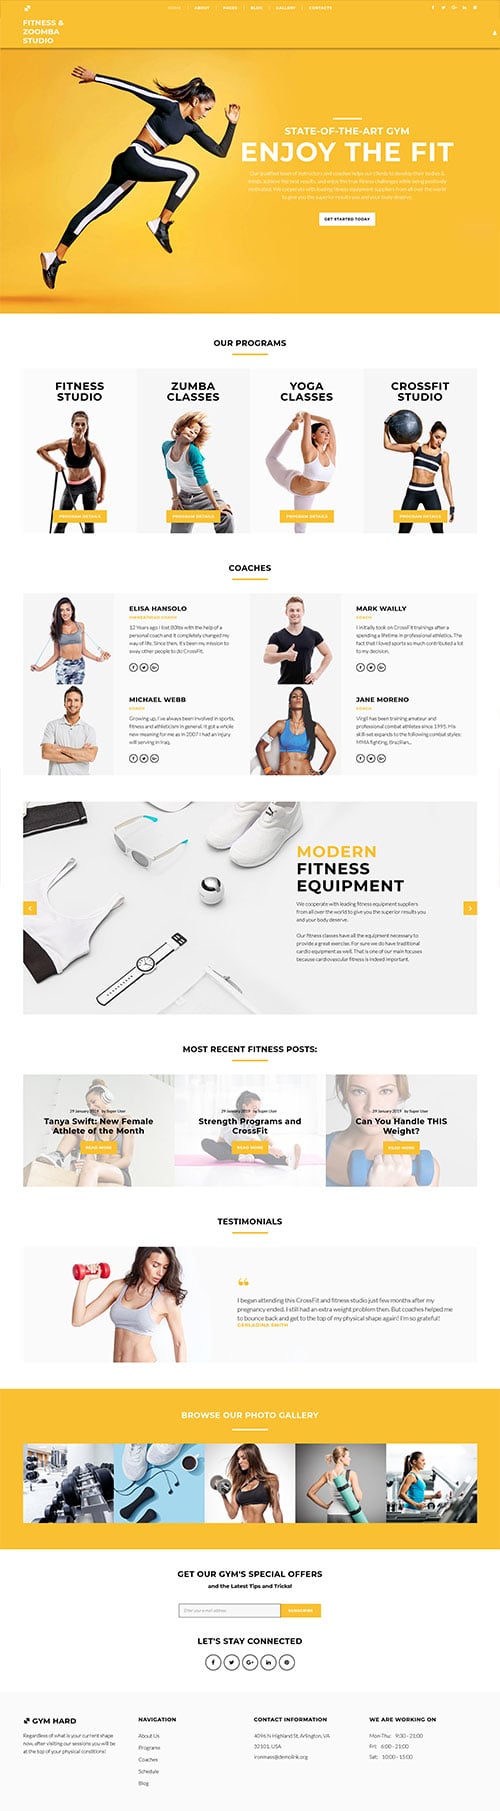 HOME ABOUT PAGES BLOG GALLERY CONTACTS
FITNESS &
ZOOMBA
STUDIO
STATE-OF-THE-ART GYM
ENJOY THE FIT
Our qualified team of instructors and coaches helps our clients to develop their bodies &
minds, achieve the best results, and enjoy the true fitness challenges while being positively
motivated. We cooperate with leading fitness equipment suppliers from all over the world
to give you the superior results you and your body deserve.
GET STARTED TODAY
OUR PROGRAMS
FITNESS
STUDIO
PROGRAM DETAILS
ZUMBA
CLASSES
PROGRAM DETAILS
YOGA
CLASSES
PROGRAM DETAILS
CROSSFIT
STUDIO
PROGRAM DETAILS
COACHES
ELISA HANSOLO
OWNER/HEAD COACH
12 Years ago I lost 80lbs with the help of a
personal coach and it completely changed my
way of life. Since then, it's been my mission to
sway other people to do CrossFit.
MARK WAILLY
COACH
I initially took on CrossFit trainings after a
spending a lifetime in professional athletics. The
fact that I loved sports so much contributed a lot
to my decision.
MICHAEL WEBB
COACH
Growing up, I've always been involved in sports,
fitness and athleticism in general. It got a whole
new meaning for me as in 2007 I had an injury
will serving in Iraq.
JANE MORENO
COACH
Virgil has been training amateur and
professional combat athletes since 1995. His
skill-set expands to the following combat styles:
MMA fighting, Brazilian...
MODERN
FITNESS
EQUIPMENT
We cooperate with leading fitness equipment suppliers
from all over the world to give you the superior results you
and your body deserve.
Our fitness classes have all the equipment necessary to
provide a great exercise. For sure we do have traditional
cardio equipment as well. That is one of our main focuses
because cardiovascular fitness is indeed important.
MOST RECENT FITNESS POSTS:
29 January 2019 by Super User
Tanya Swift: New Female
Athlete of the Month
READ MORE
29 January 2019 by Super User
Strength Programs and
CrossFit
READ MORE
29 January 2019 by Super User
Can You Handle THIS
Weight?
READ MORE
TESTIMONIALS
I began attending this CrossFit and fitness studio just few months after my
pregnancy ended. I still had an extra weight problem then. But coaches helped me
to bounce back and get to the top of my physical shape again! I'm so grateful!
GERLADINA SMITH
BROWSE OUR PHOTO GALLERY
GET OUR GYM'S SPECIAL OFFERS
and the Latest Tips and Tricks!
Enter your e-mail address
SUBSCRIBE
LET'S STAY CONNECTED
GYM HARD
Regardless of what is your current shape
now, after visiting our sessions you will be
at the top of your physical conditions!
NAVIGATION
About Us
Programs
Coaches
Schedule
Blog
CONTACT INFORMATION
4096 N Highland St, Arlington, VA
32101, USA
ironmass@demolink.org
WE ARE WORKING ON
Mon-Thu: 9:30 - 21:00
Fri: 6:00 - 21:00
Sat: 10:00 - 15:00